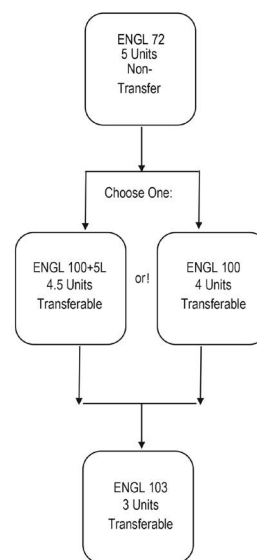 ENGL 72
5 Units
Non-
Transfer
Choose One:
ENGL 100+5L
4.5 Units
Transferable
or!
ENGL 100
4 Units
Transferable
ENGL 103
3 Units
Transferable